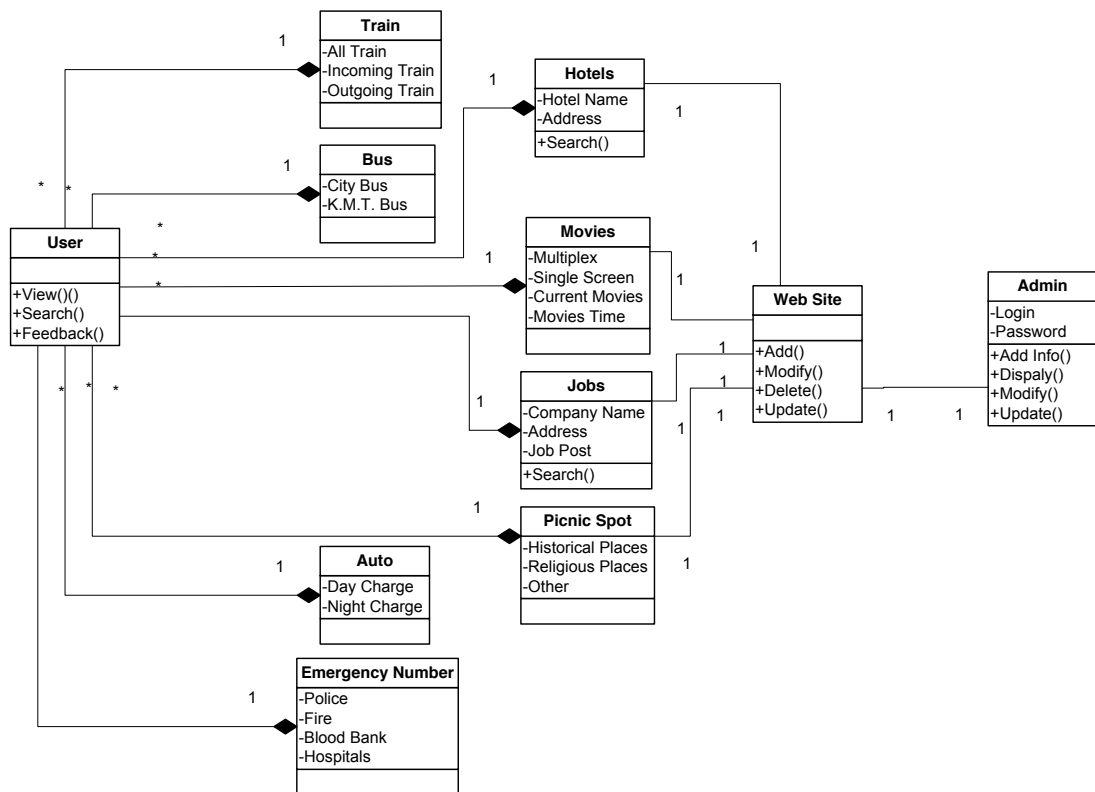 Train
-All Train
-Incoming Train
-Outgoing Train
1
Bus
-City Bus
-K.M.T. Bus
1
Hotels
-Hotel Name
-Address
+Search()
1
1
User
+View()()
+Search()
+Feedback()
*
*
*
*
*
*
*
*
Movies
-Multiplex
-Single Screen
-Current Movies
-Movies Time
1
1
1
Web Site
+Add()
+Modify()
+Delete()
+Update()
1
1
1
1
Admin
-Login
-Password
+Add Info()
+Dispaly()
+Modify()
+Update()
1
Jobs
-Company Name
-Address
-Job Post
+Search()
1
1
Picnic Spot
-Historical Places
-Religious Places
-Other
1
1
Auto
-Day Charge
-Night Charge
1
Emergency Number
-Police
-Fire
-Blood Bank
-Hospitals
1